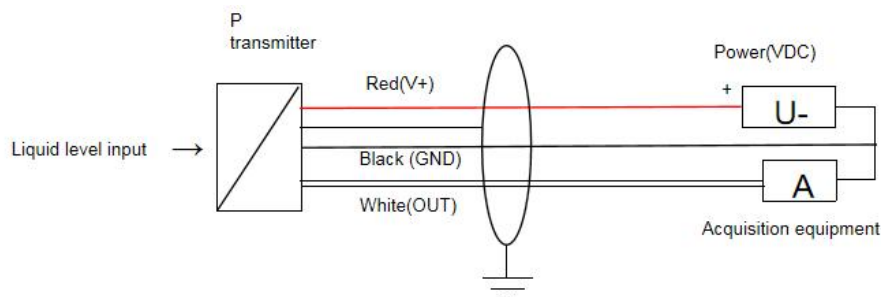 P
transmitter
Power(VDC)
Red(V+)
+
U-
Liquid level input →
Black (GND)
A
White(OUT)
Acquisition equipment